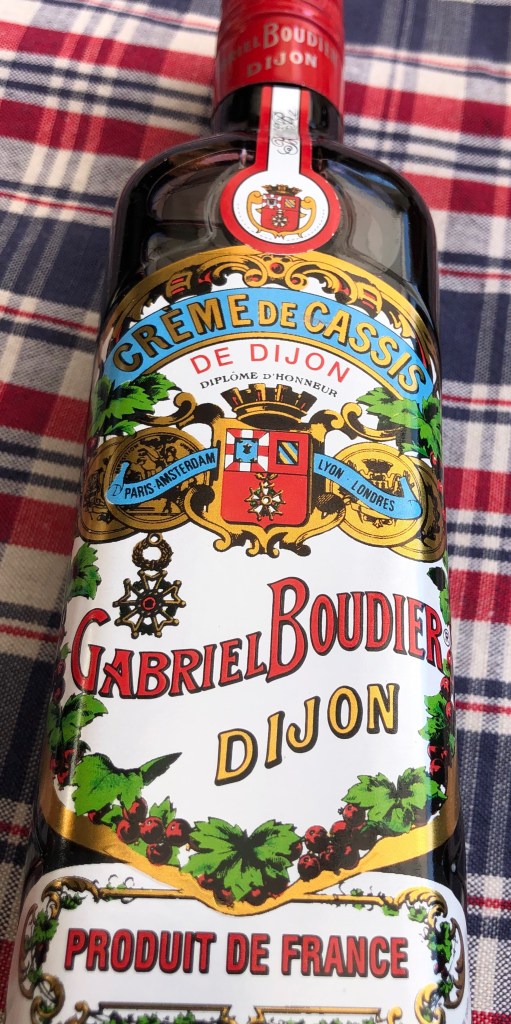 GABRIEL BOUDIER
DIJON
CRÈME DE CASSIS
DE DIJON
DIPLÔME D'HONNEUR
PARIS-AMSTERDAM
LYON - LONDRES
GABRIEL BOUDIER®
DIJON
PRODUIT DE FRANCE